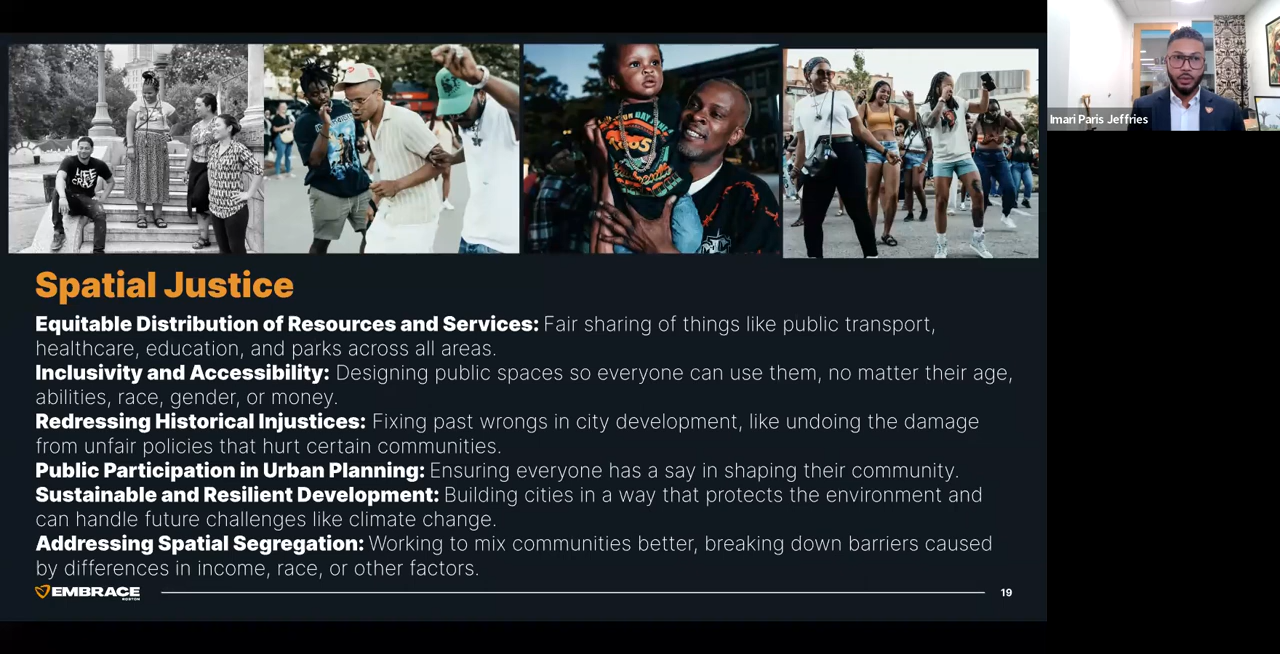 Imari Paris Jeffries
LIFE
CRAZY
Spatial Justice
Equitable Distribution of Resources and Services: Fair sharing of things like public transport,
healthcare, education, and parks across all areas.
Inclusivity and Accessibility: Designing public spaces so everyone can use them, no matter their age,
abilities, race, gender, or money.
Redressing Historical Injustices: Fixing past wrongs in city development, like undoing the damage
from unfair policies that hurt certain communities.
Public Participation in Urban Planning: Ensuring everyone has a say in shaping their community.
Sustainable and Resilient Development: Building cities in a way that protects the environment and
can handle future challenges like climate change.
Addressing Spatial Segregation: Working to mix communities better, breaking down barriers caused
by differences in income, race, or other factors.
EMBRACE
BOSTON
19